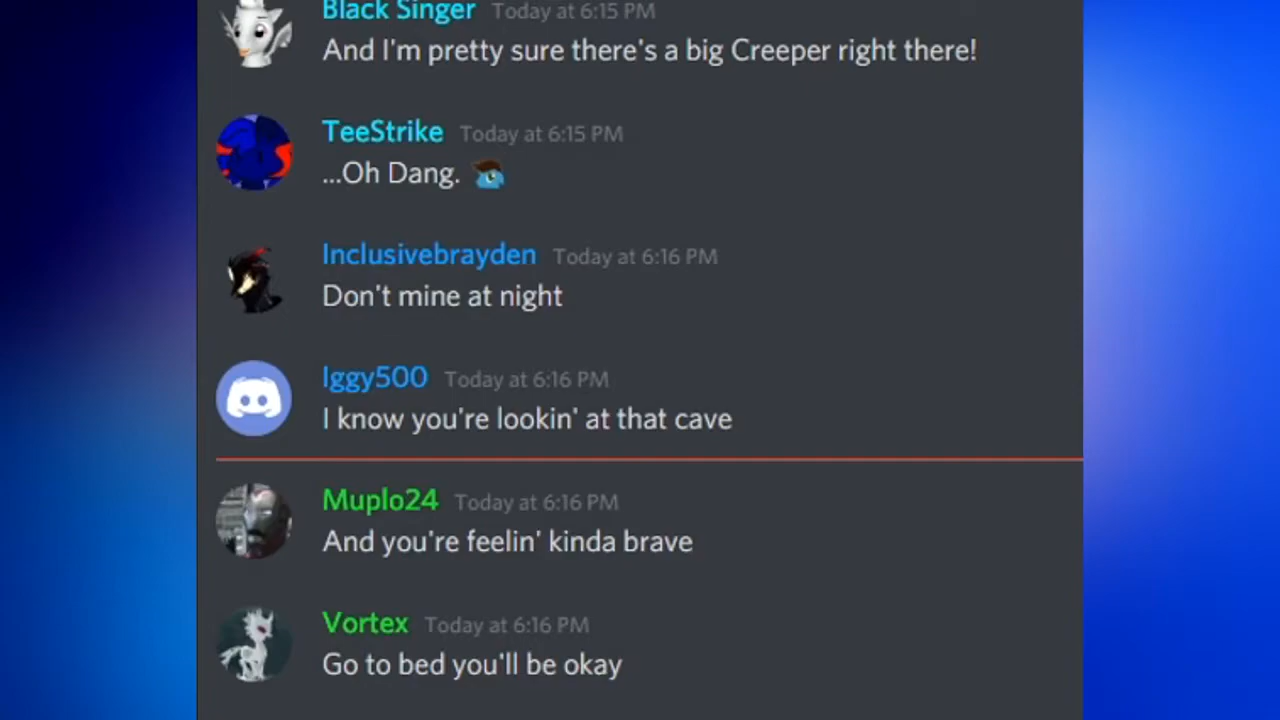 Black Singer Today at 6:15 PM
And I'm pretty sure there's a big Creeper right there!
TeeStrike Today at 6:15 PM
...Oh Dang.
Inclusivebrayden Today at 6:16 PM
Don't mine at night
Iggy500 Today at 6:16 PM
I know you're lookin' at that cave
Muplo24 Today at 6:16 PM
And you're feelin' kinda brave
Vortex Today at 6:16 PM
Go to bed you'll be okay